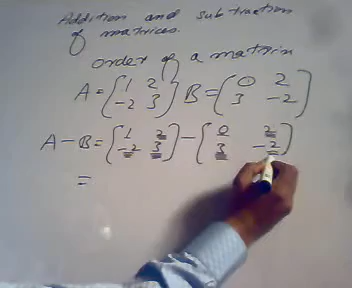 Addition and subtraction
of matrices.
order of a matrix
A = (1 2 -2 3) B = (0 2 3 -2)
A - B = (1 2 -2 3) - (0 2 3 -2)
=